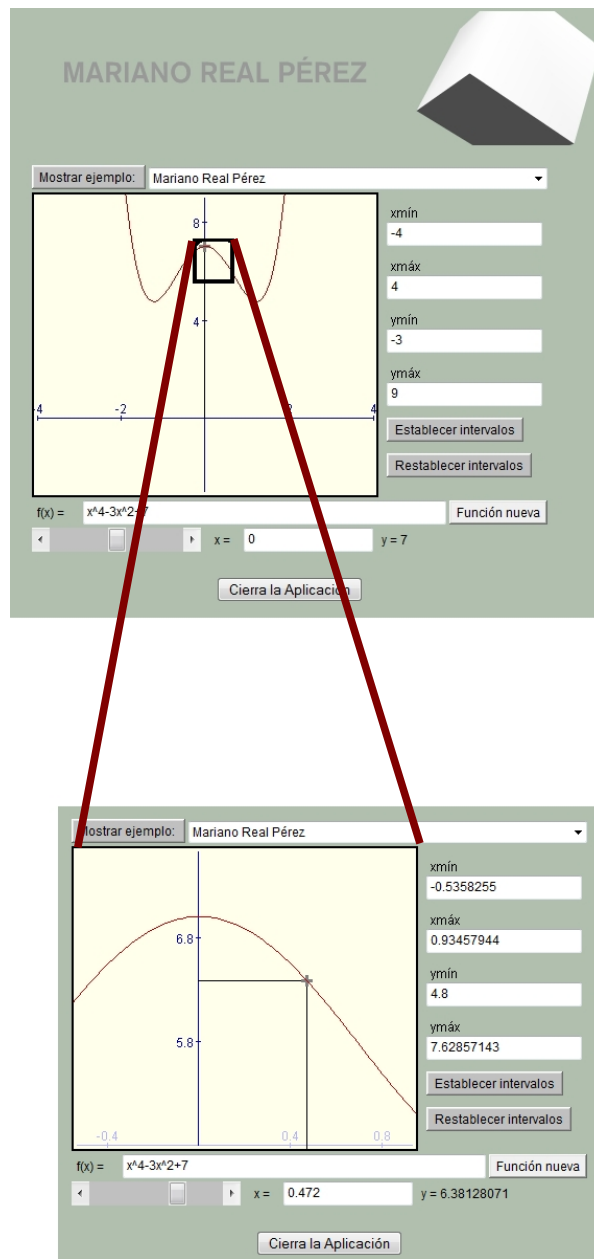 MARIANO REAL PÉREZ
Mostrar ejemplo: Mariano Real Pérez
8
4
-4 -2 2 4
xmín
-4
xmáx
4
ymín
-3
ymáx
9
Establecer intervalos
Restablecer intervalos
f(x) = x^4-3x^2+7 Función nueva
x = 0 y = 7
Cierra la Aplicación
Mostrar ejemplo: Mariano Real Pérez
6.8
5.8
-0.4 0.4 0.8
xmín
-0.5358255
xmáx
0.93457944
ymín
4.8
ymáx
7.62857143
Establecer intervalos
Restablecer intervalos
f(x) = x^4-3x^2+7 Función nueva
x = 0.472 y = 6.38128071
Cierra la Aplicación